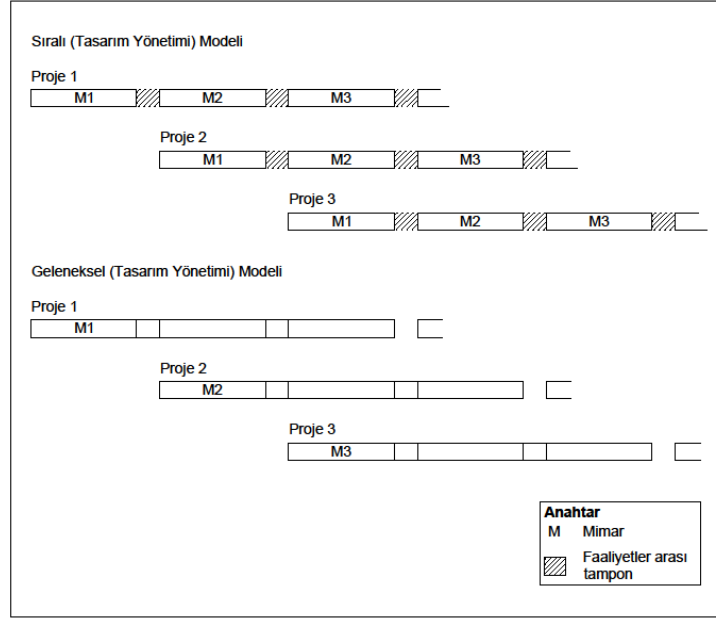 Sıralı (Tasarım Yönetimi) Modeli
Proje 1
M1 M2 M3
Proje 2
M1 M2 M3
Proje 3
M1 M2 M3
Geleneksel (Tasarım Yönetimi) Modeli
Proje 1
M1
Proje 2
M2
Proje 3
M3
Anahtar
M Mimar
Faaliyetler arası
tampon